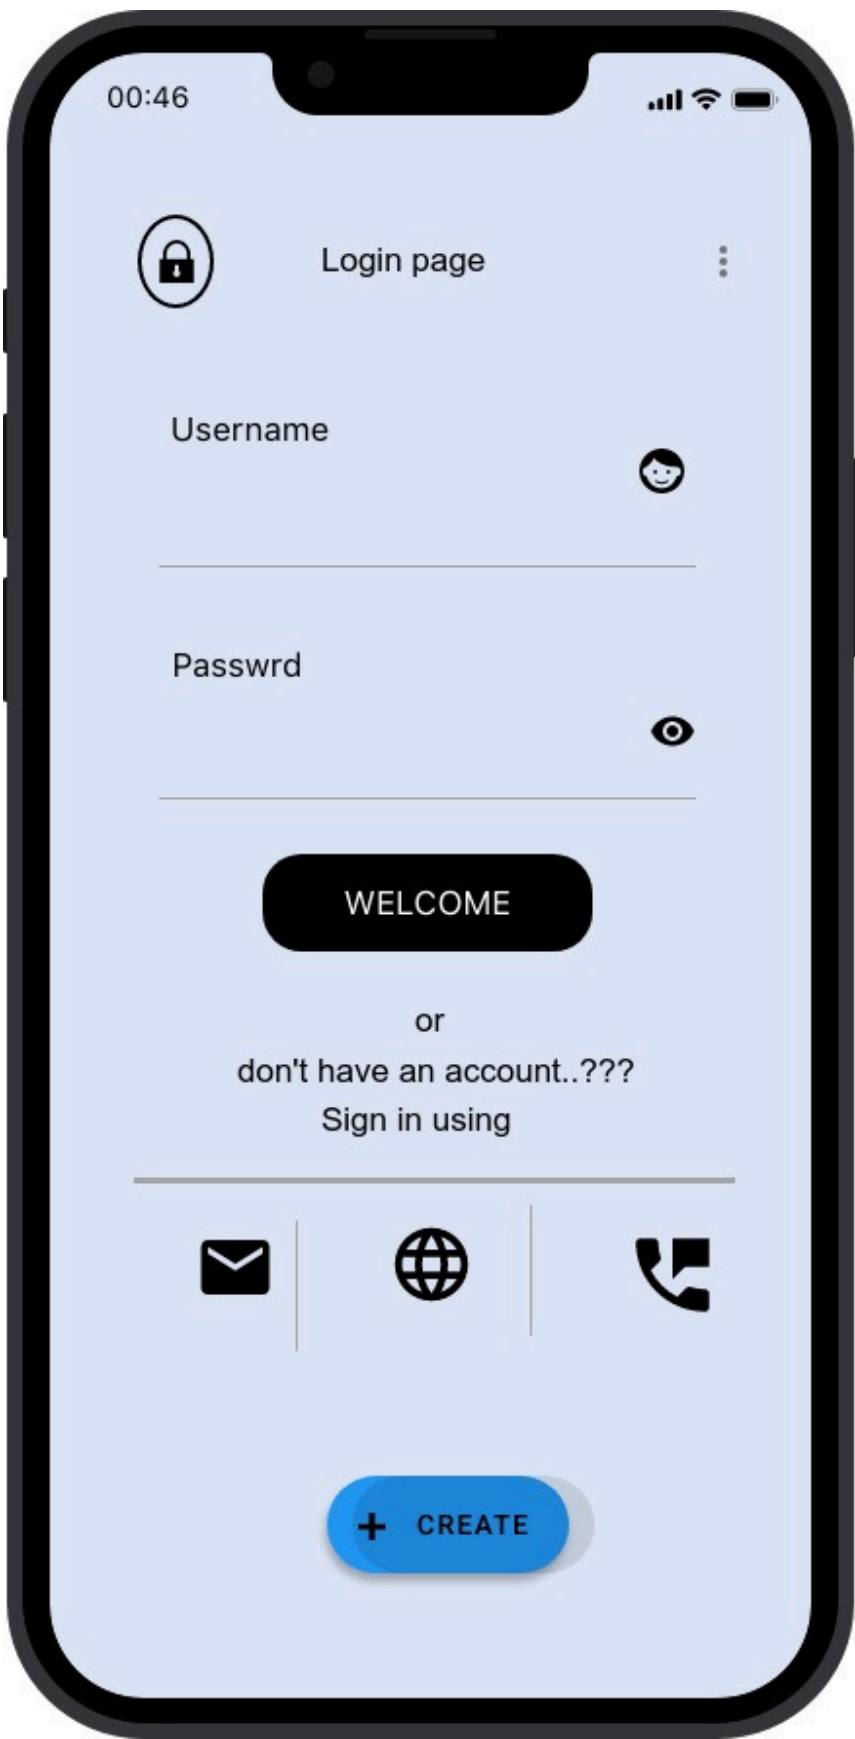 00:46
Login page
Username
Passwrd
WELCOME
or
don't have an account..???
Sign in using
+ CREATE